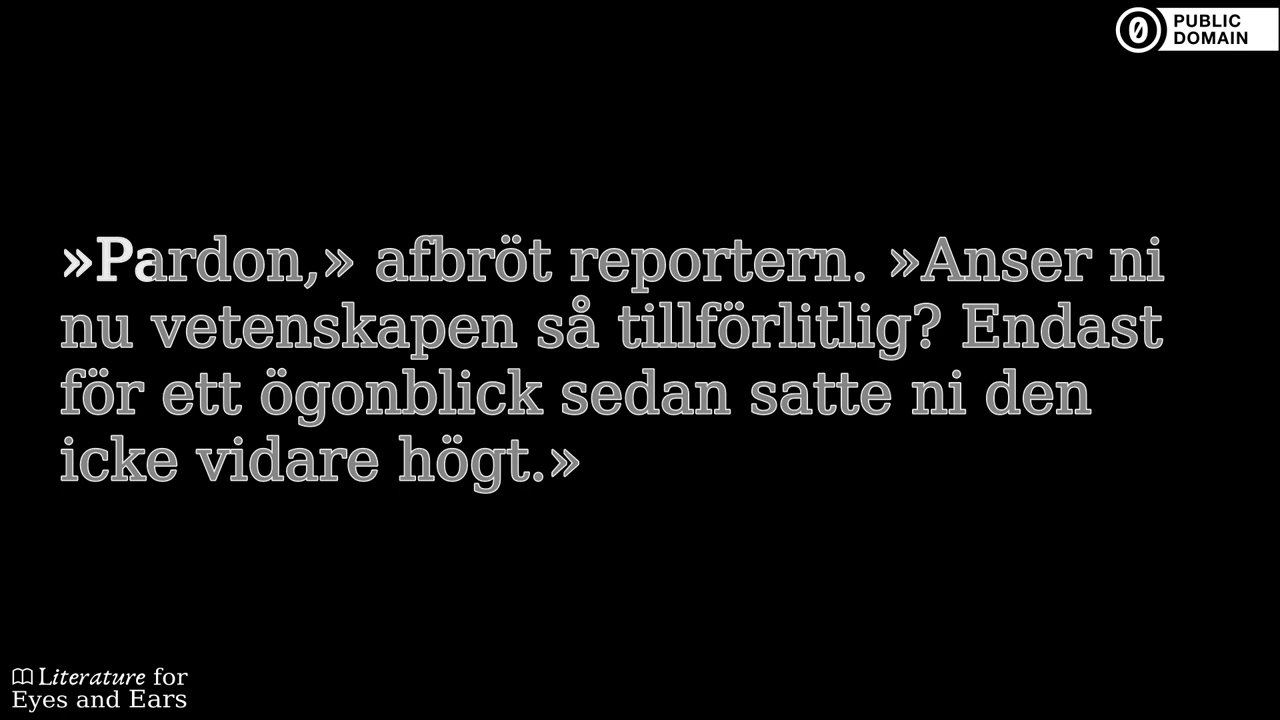 PUBLIC
DOMAIN
»Pardon,» afbröt reportern. »Anser ni
nu vetenskapen så tillförlitlig? Endast
för ett ögonblick sedan satte ni den
icke vidare högt.»
Literature for
Eyes and Ears